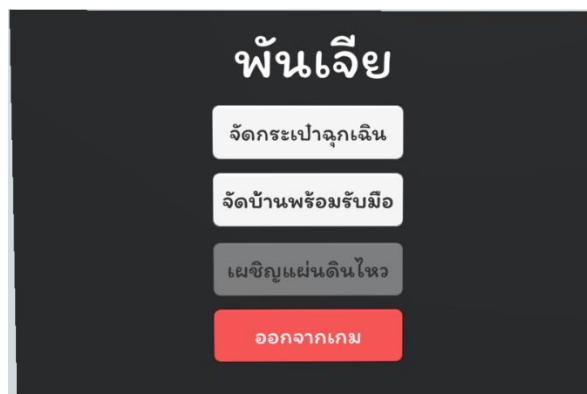 พันเจีย
จัดกระเป๋าฉุกเฉิน
จัดบ้านพร้อมรับมือ
เผชิญแผ่นดินไหว
ออกจากเกม